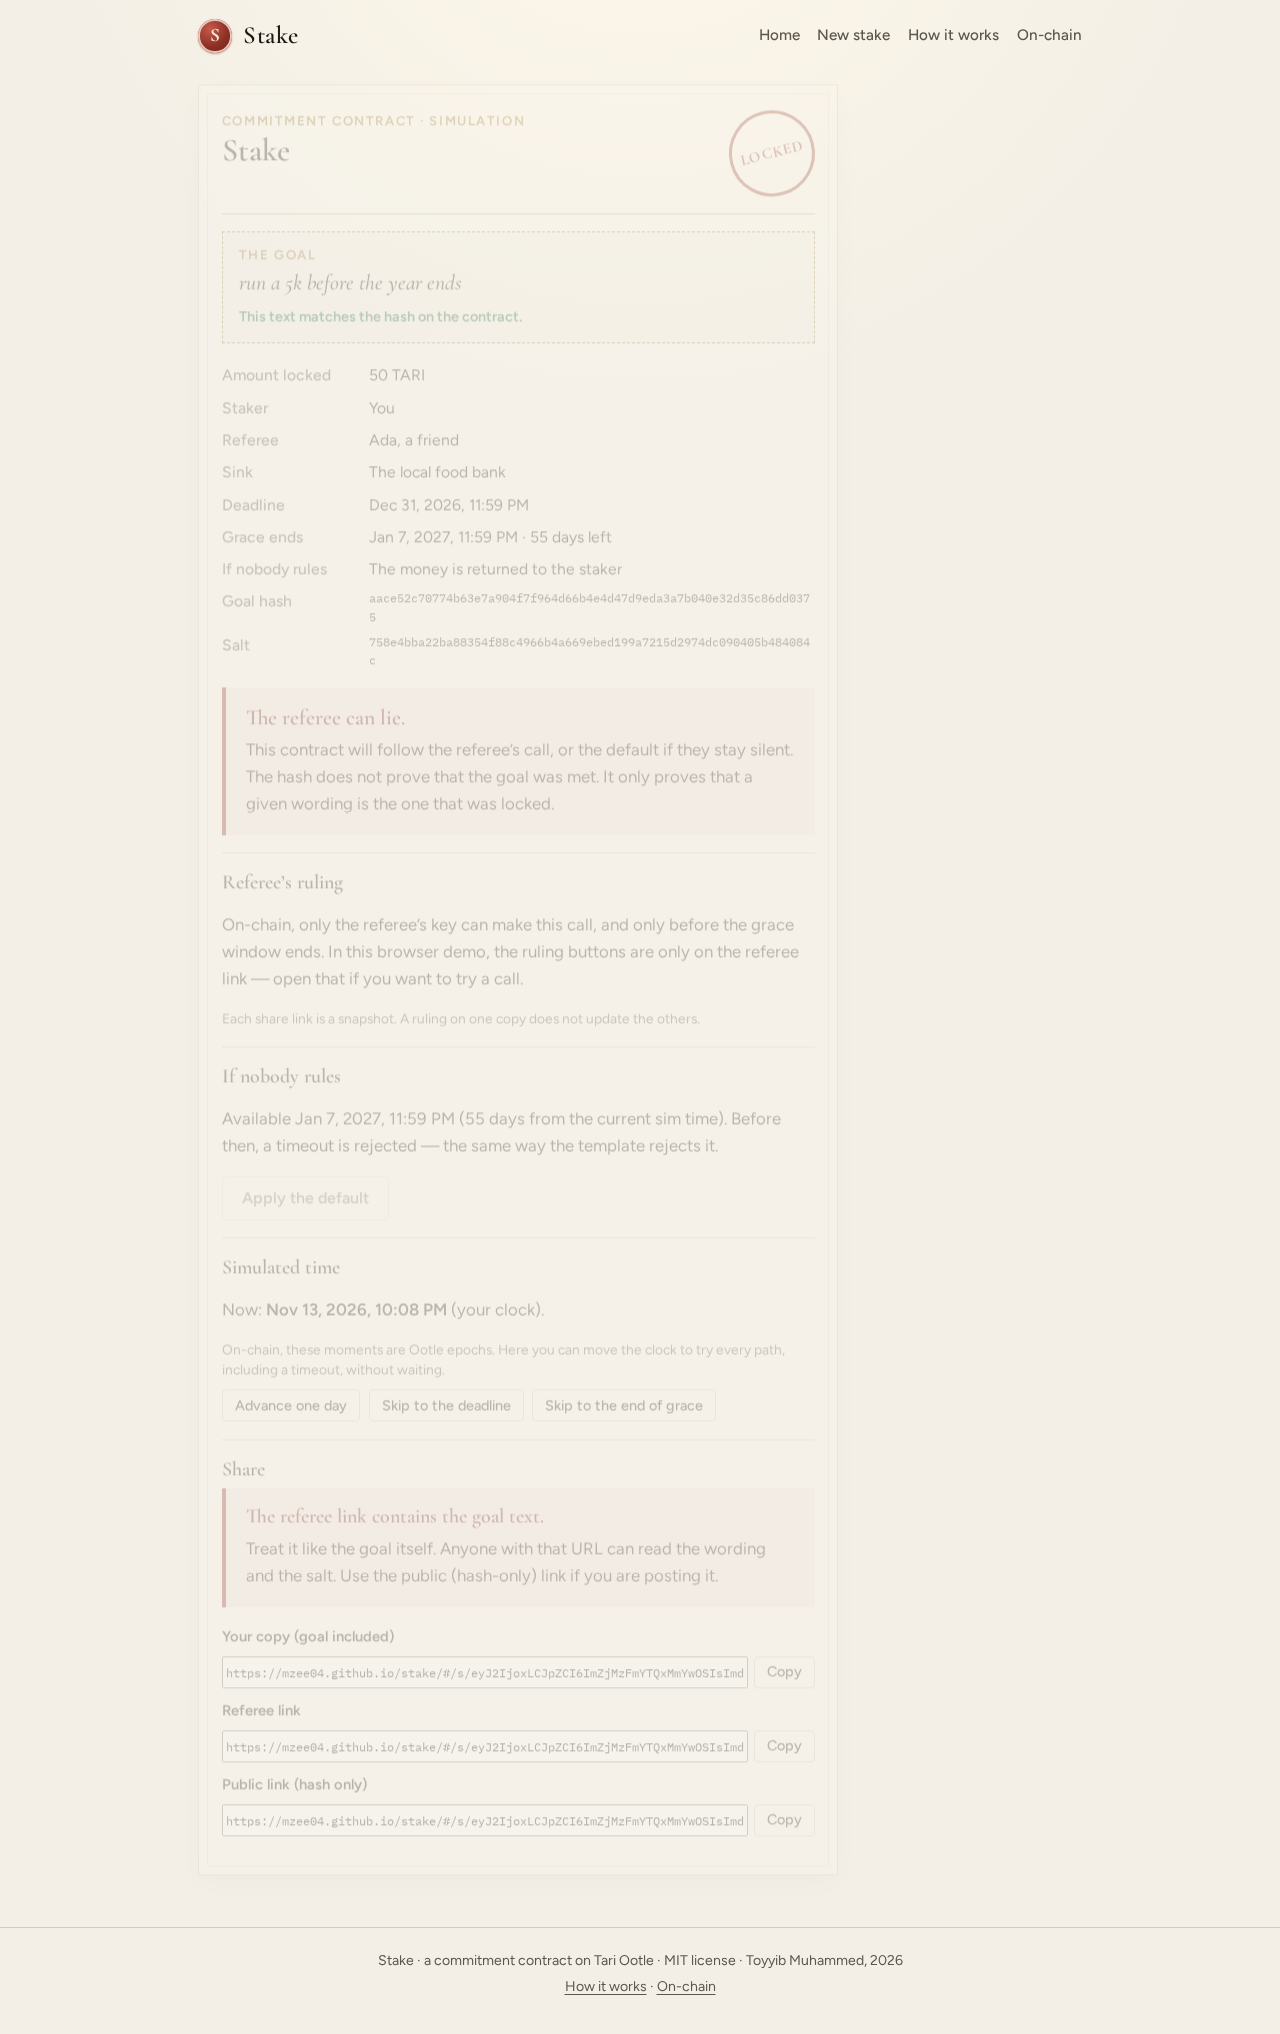 S Stake
Home New stake How it works On-chain
COMMITMENT CONTRACT · SIMULATION
Stake
LOCKED
THE GOAL
run a 5k before the year ends
This text matches the hash on the contract.
Amount locked 50 TARI
Staker You
Referee Ada, a friend
Sink The local food bank
Deadline Dec 31, 2026, 11:59 PM
Grace ends Jan 7, 2027, 11:59 PM · 55 days left
If nobody rules The money is returned to the staker
Goal hash aace52c70774b63e7a904f7f964d66b4e4d47d9eda3a7b040e32d35c86dd037
5
Salt 758e4bba22ba88354f88c4966b4a669ebed199a7215d2974dc090405b484084
c
The referee can lie.
This contract will follow the referee’s call, or the default if they stay silent.
The hash does not prove that the goal was met. It only proves that a
given wording is the one that was locked.
Referee’s ruling
On-chain, only the referee’s key can make this call, and only before the grace
window ends. In this browser demo, the ruling buttons are only on the referee
link — open that if you want to try a call.
Each share link is a snapshot. A ruling on one copy does not update the others.
If nobody rules
Available Jan 7, 2027, 11:59 PM (55 days from the current sim time). Before
then, a timeout is rejected — the same way the template rejects it.
Apply the default
Simulated time
Now: Nov 13, 2026, 10:08 PM (your clock).
On-chain, these moments are Ootle epochs. Here you can move the clock to try every path,
including a timeout, without waiting.
Advance one day Skip to the deadline Skip to the end of grace
Share
The referee link contains the goal text.
Treat it like the goal itself. Anyone with that URL can read the wording
and the salt. Use the public (hash-only) link if you are posting it.
Your copy (goal included)
https://mzee04.github.io/stake/#/s/eyJ2IjoxLCJpZCI6ImZjMzFmYTQxMmYwOSIsImd Copy
Referee link
https://mzee04.github.io/stake/#/s/eyJ2IjoxLCJpZCI6ImZjMzFmYTQxMmYwOSIsImd Copy
Public link (hash only)
https://mzee04.github.io/stake/#/s/eyJ2IjoxLCJpZCI6ImZjMzFmYTQxMmYwOSIsImd Copy
Stake · a commitment contract on Tari Ootle · MIT license · Toyyib Muhammed, 2026
How it works · On-chain